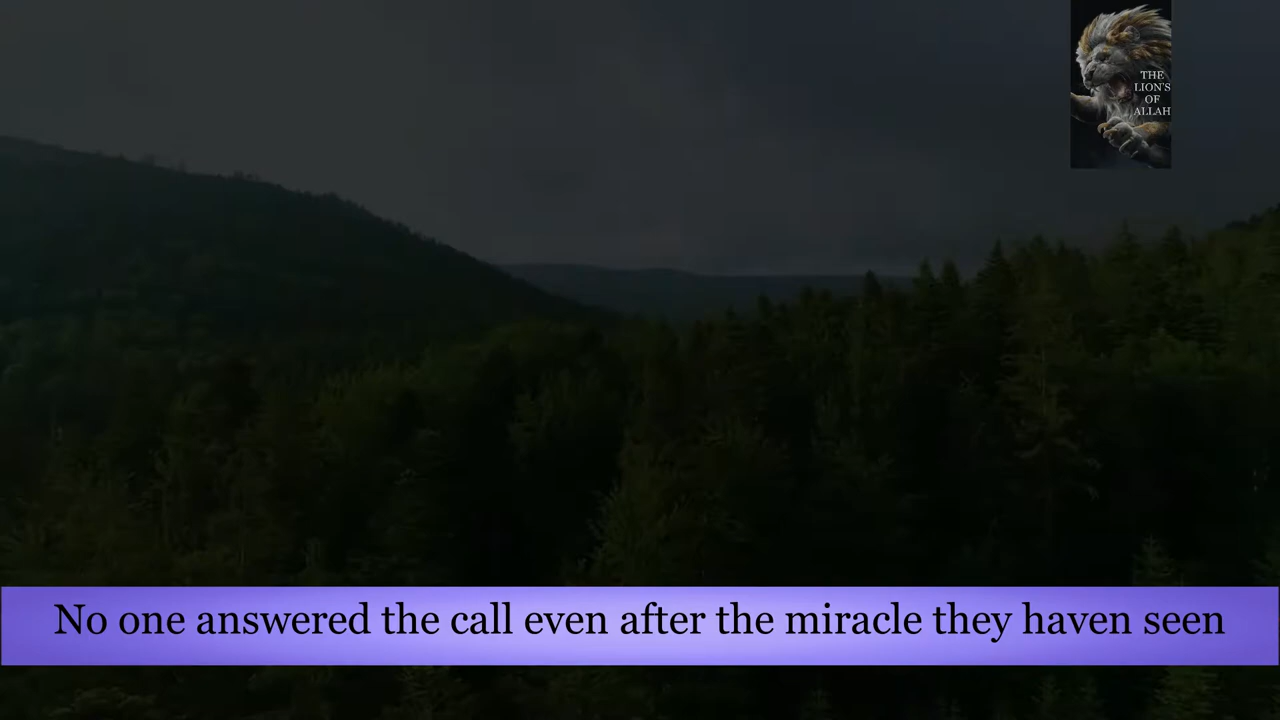 THE
LION'S
OF
ALLAH
No one answered the call even after the miracle they haven seen